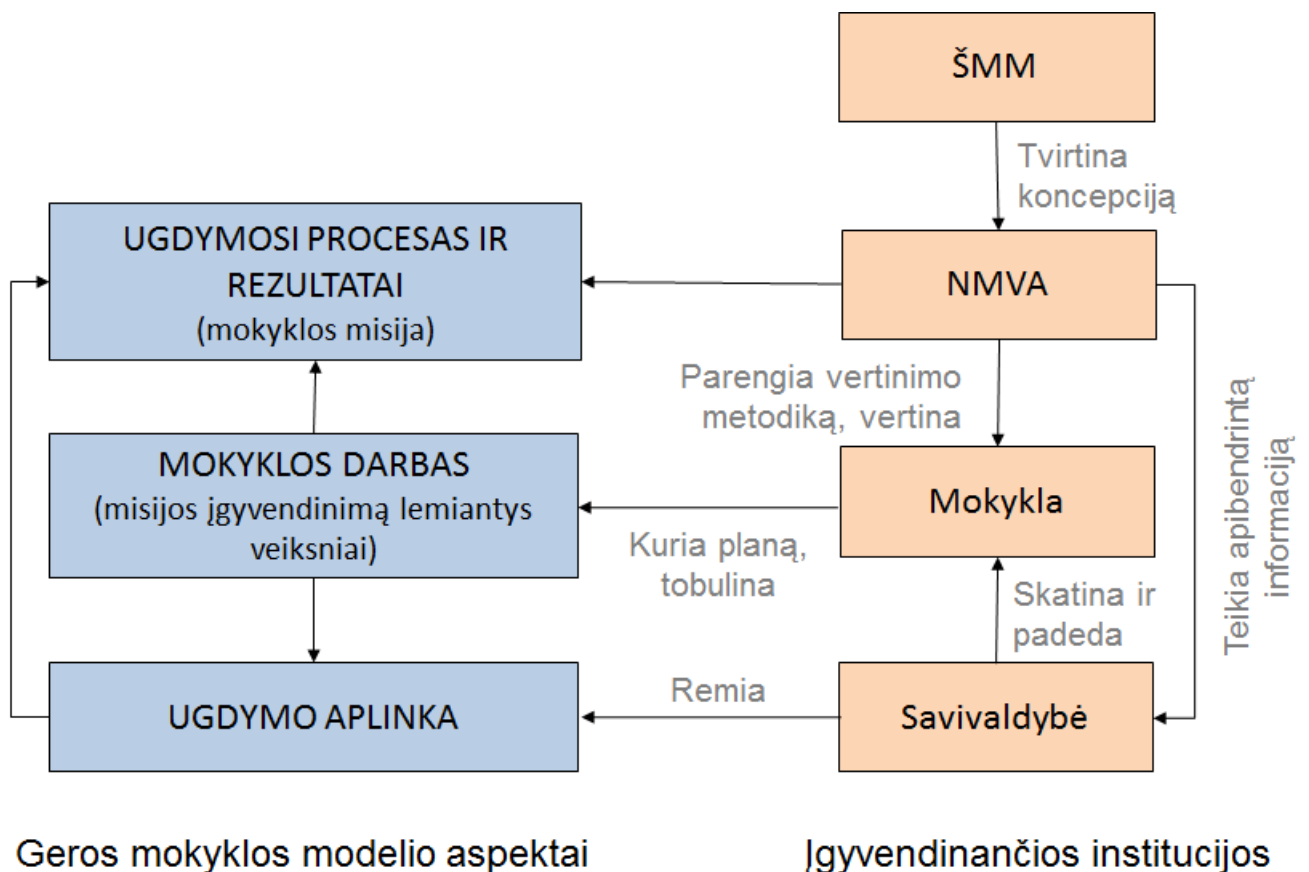 ŠMM
Tvirtina
koncepciją
UGDYMOSI PROCESAS IR
REZULTATAI
(mokyklos misija)
NMVA
Parengia vertinimo
metodiką, vertina
Teikia apibendrintą
informaciją
MOKYKLOS DARBAS
(misijos įgyvendinimą lemiantys
veiksniai)
Mokykla
Kuria planą,
tobulina
Skatina ir
padeda
UGDYMO APLINKA
Remia
Savivaldybė
Geros mokyklos modelio aspektai
Įgyvendinančios institucijos